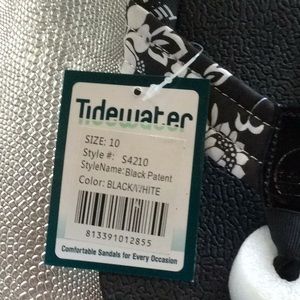 Tidewater
SIZE: 10
Style #: S4210
StyleName:Black Patent
Color: BLACK/WHITE
813391012855
Comfortable Sandals for Every Occasion